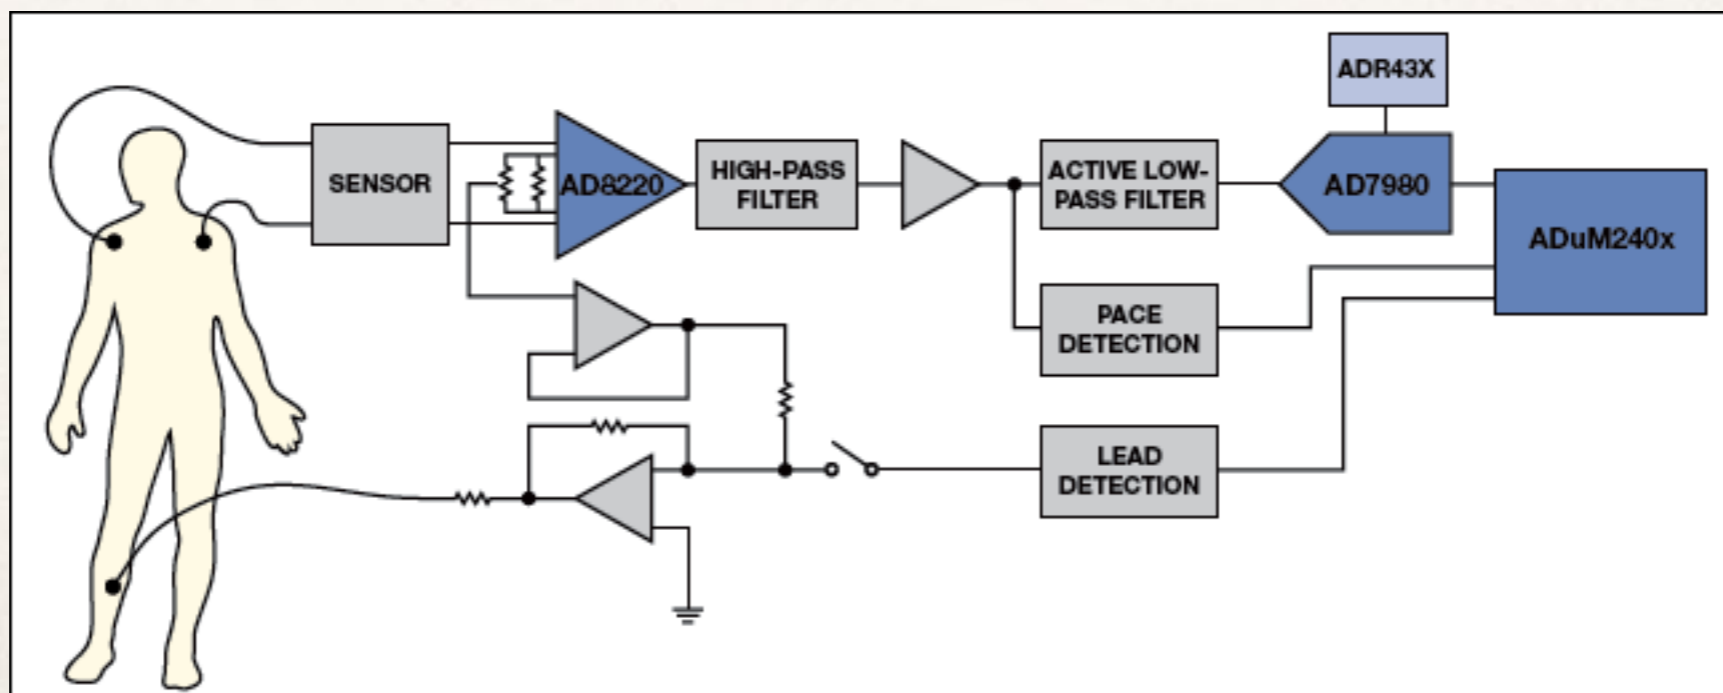 ADR43X
SENSOR
AD8220
HIGH-PASS
FILTER
ACTIVE LOW-
PASS FILTER
AD7980
ADuM240x
PACE
DETECTION
LEAD
DETECTION